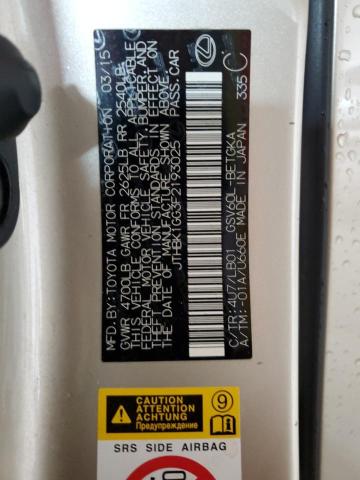 MFD.BY:TOYOTA MOTOR CORPORATION 03/15
GVWR 4700LB GAWR FR 2625LB RR 2540LB
THIS VEHICLE CONFORMS TO ALL APPLICABLE
FEDERAL MOTOR VEHICLE SAFETY,BUMPER,AND
THEFT PREVENTION STANDARDS IN EFFECT ON
THE DATE OF MANUFACTURE SHOWN ABOVE.
JTHBK1GG3F2193025 PASS.CAR
C/TR:4U7/LB01 GSV60L-BETGKA
A/TM:-01A/U660E MADE IN JAPAN 335C
CAUTION
ATTENTION
ACHTUNG
Предупреждение
9
SRS SIDE AIRBAG